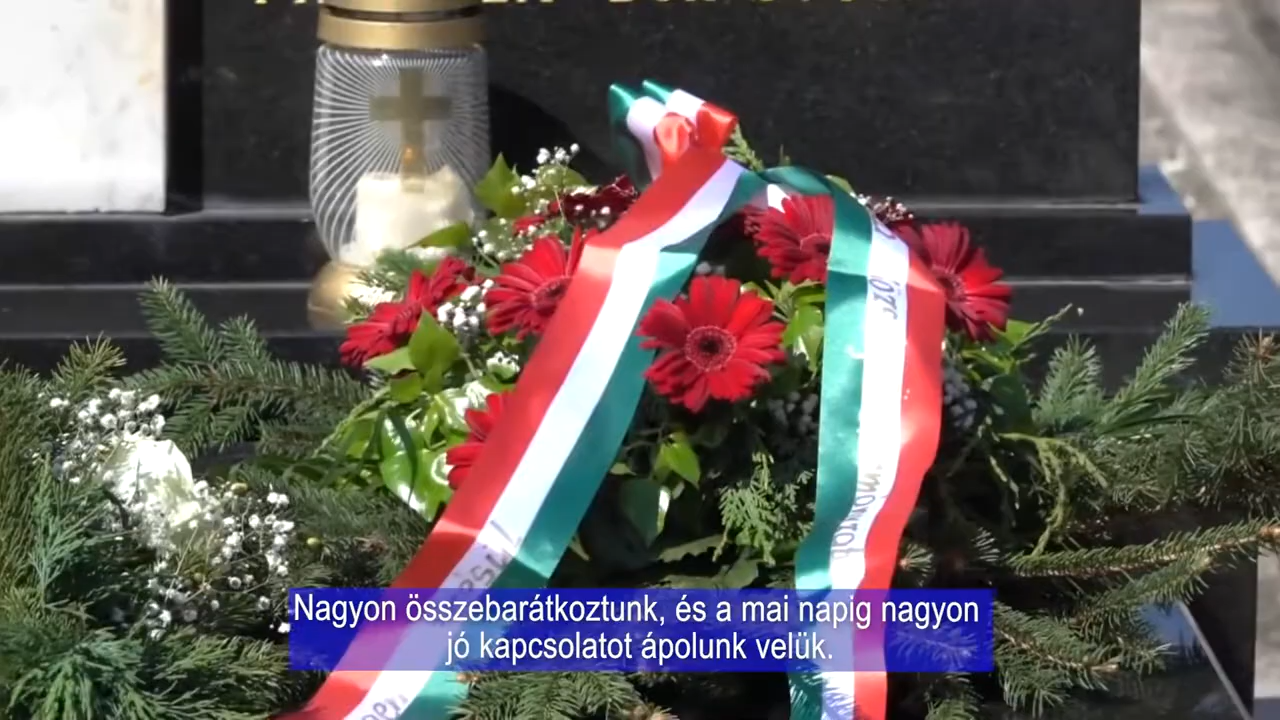 Nagyon összebarátkoztunk, és a mai napig nagyon
jó kapcsolatot ápolunk velük.